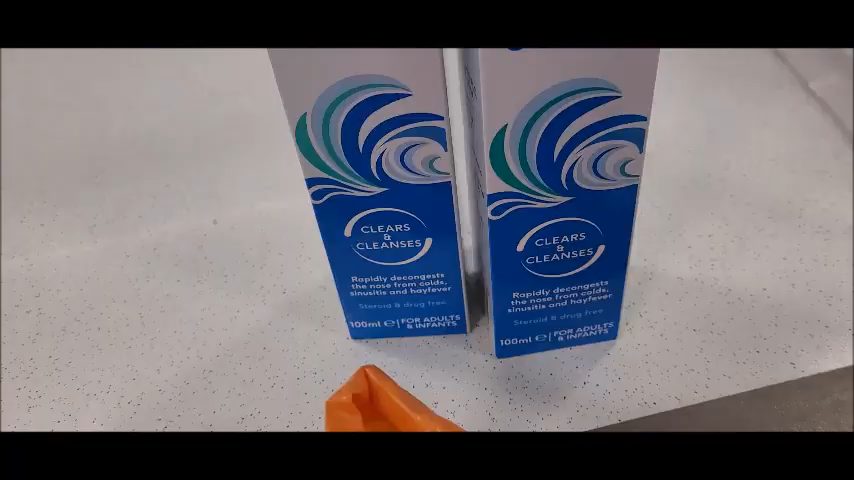 CLEARS
&
CLEANSES
Rapidly decongests
the nose from colds,
sinusitis and hayfever
Steroid & drug free
100ml e | FOR ADULTS
& INFANTS
CLEARS
&
CLEANSES
Rapidly decongests
the nose from colds,
sinusitis and hayfever
Steroid & drug free
100ml e | FOR ADULTS
& INFANTS